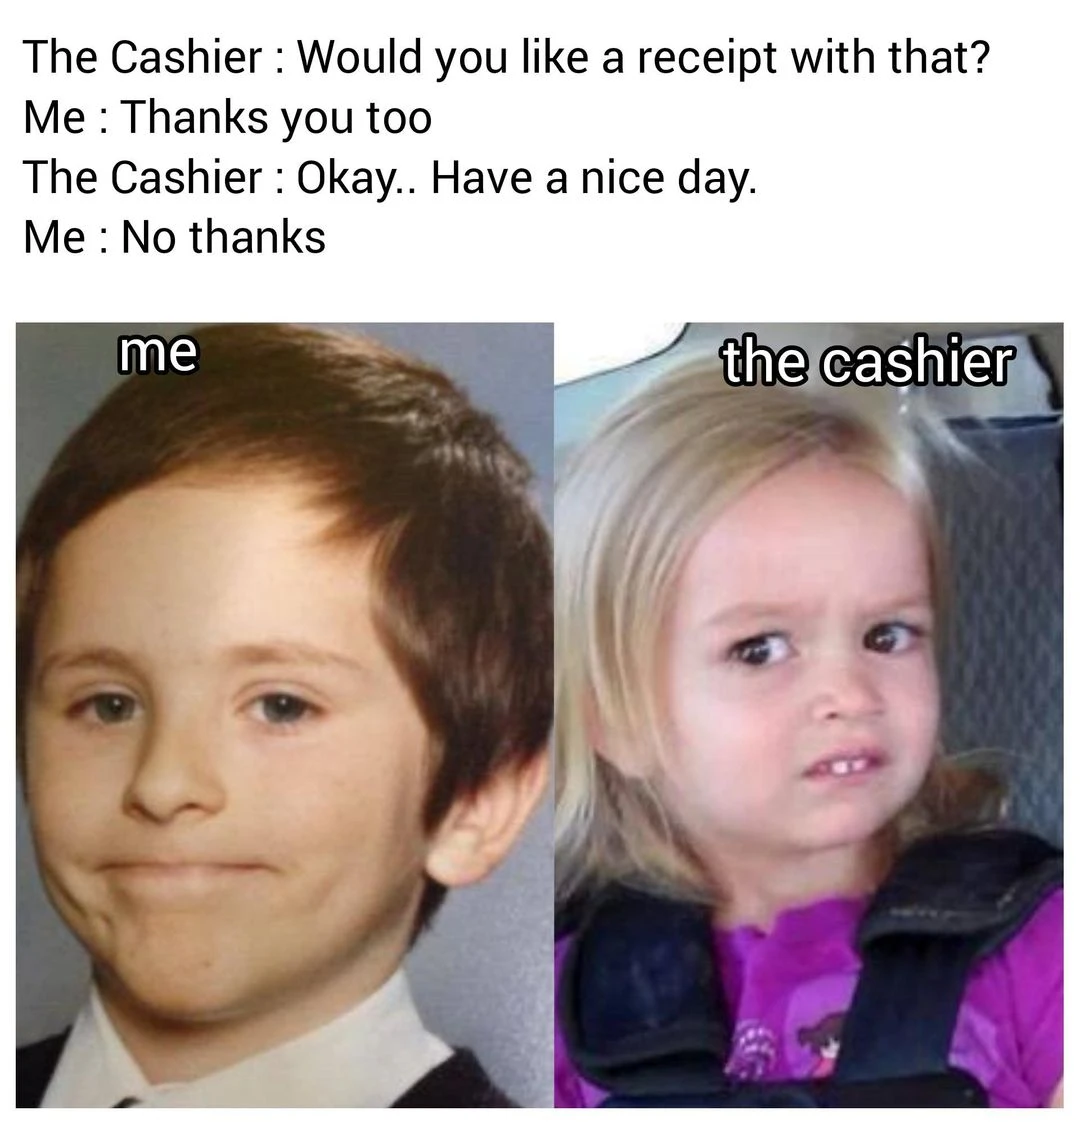 The Cashier : Would you like a receipt with that?
Me : Thanks you too
The Cashier : Okay.. Have a nice day.
Me : No thanks
me
the cashier